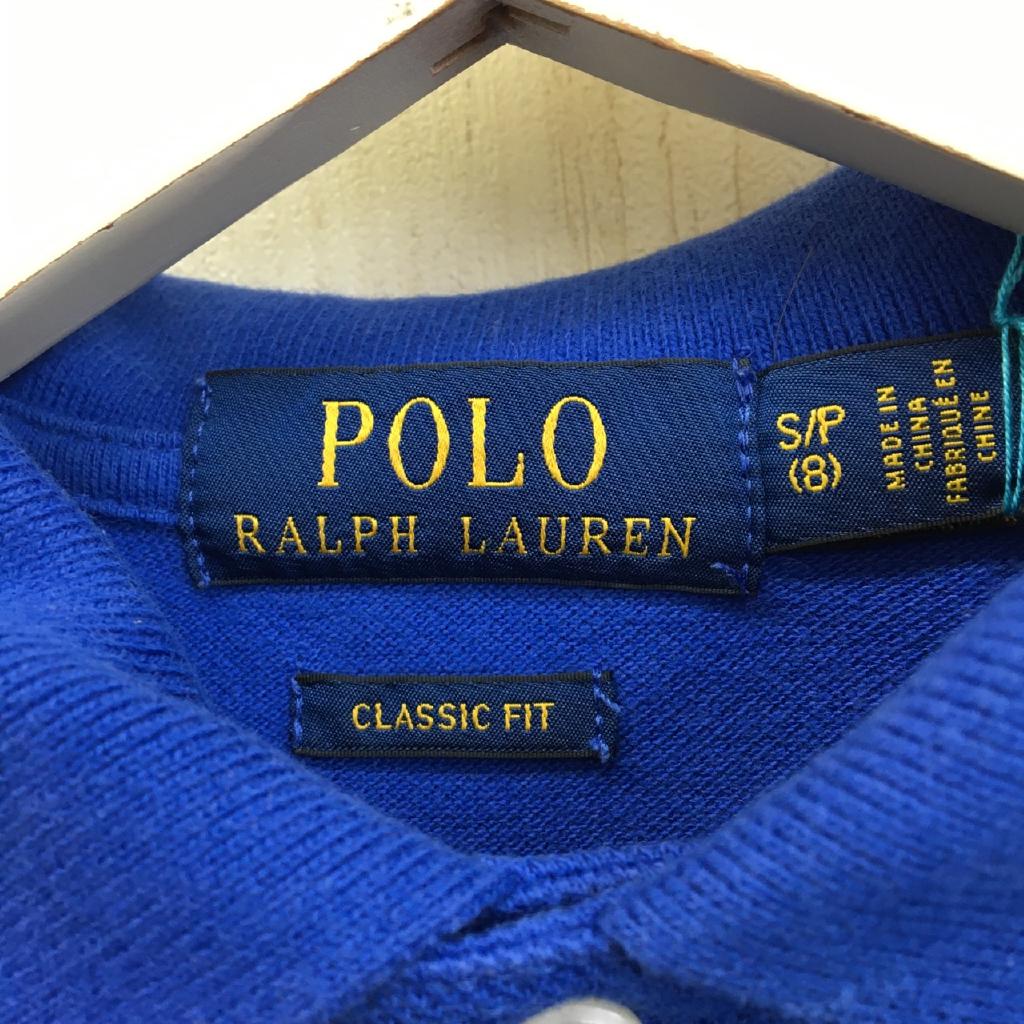 POLO
RALPH LAUREN
S/P
(8)
MADE IN
CHINA
FABRIQUÉ EN
CHINE
CLASSIC FIT